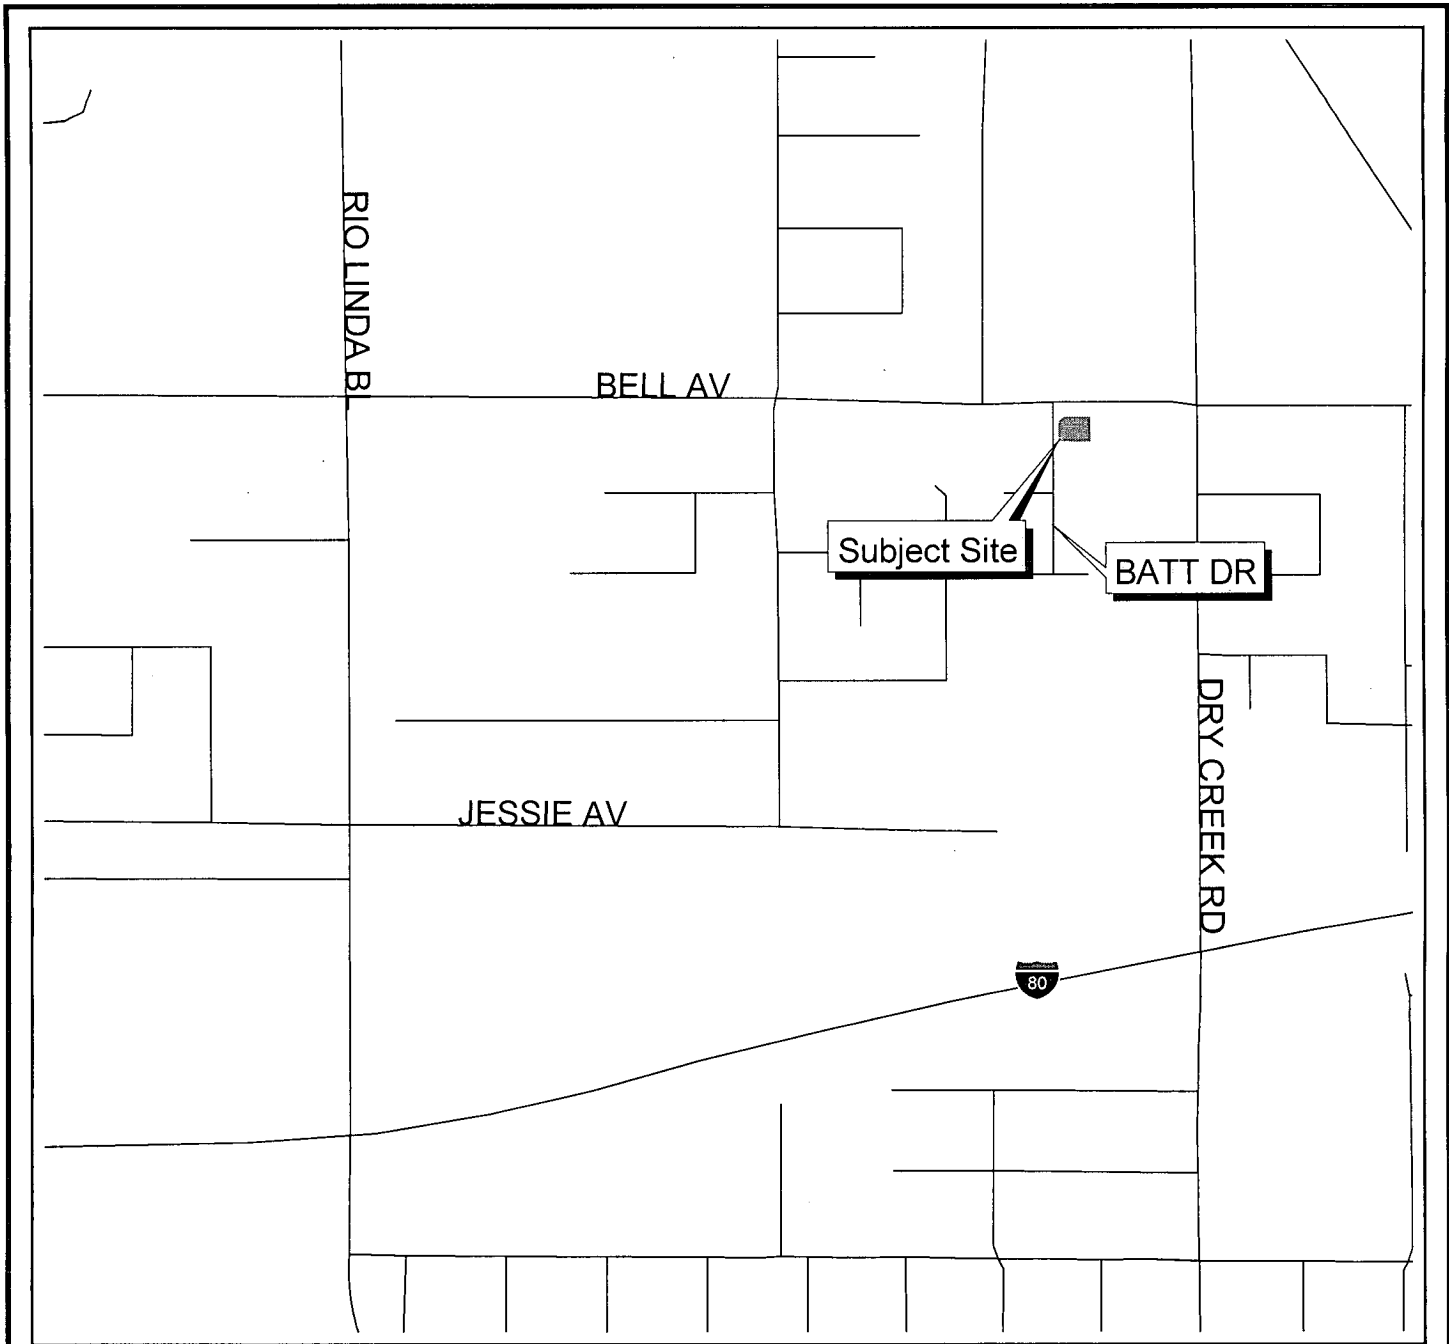 RIO LINDA BL
BELL AV
Subject Site
BATT DR
DRY CREEK RD
JESSIE AV
80